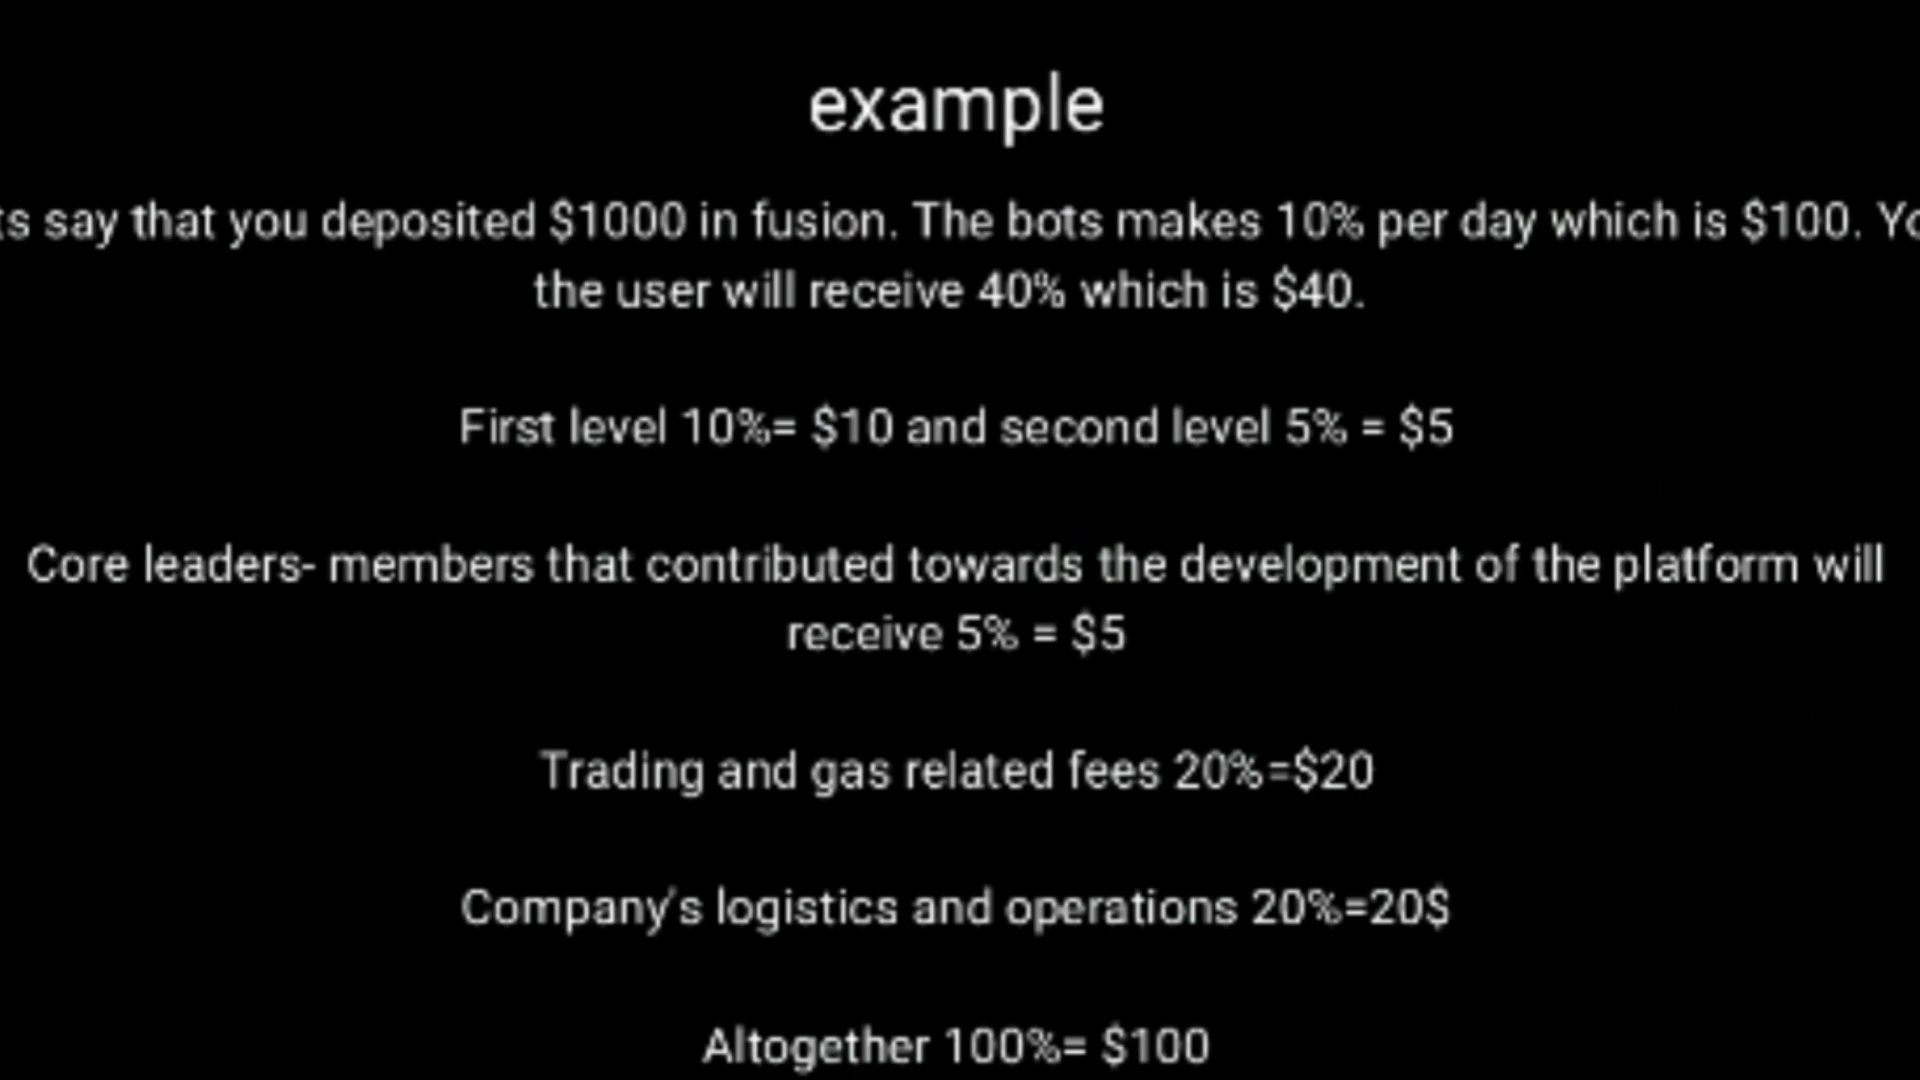 example
say that you deposited $1000 in fusion. The bots makes 10% per day which is $100.
the user will receive 40% which is $40.
First level 10%= $10 and second level 5% = $5
Core leaders- members that contributed towards the development of the platform will
receive 5% = $5
Trading and gas related fees 20%=$20
Company's logistics and operations 20%=20$
Altogether 100%= $100